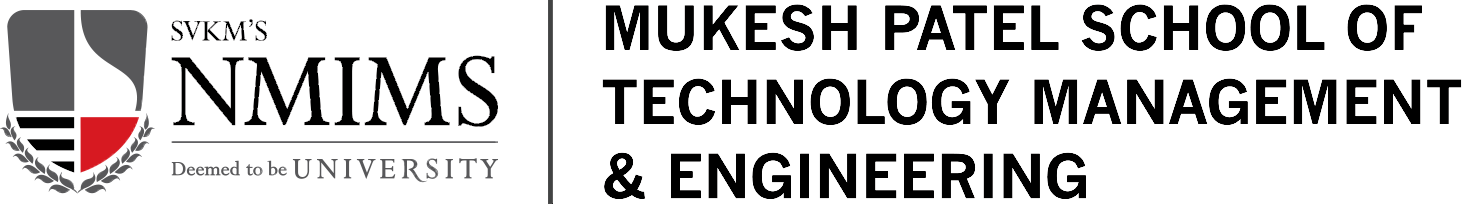 SVKM'S
NMIMS
Deemed to be UNIVERSITY
MUKESH PATEL SCHOOL OF
TECHNOLOGY MANAGEMENT
& ENGINEERING